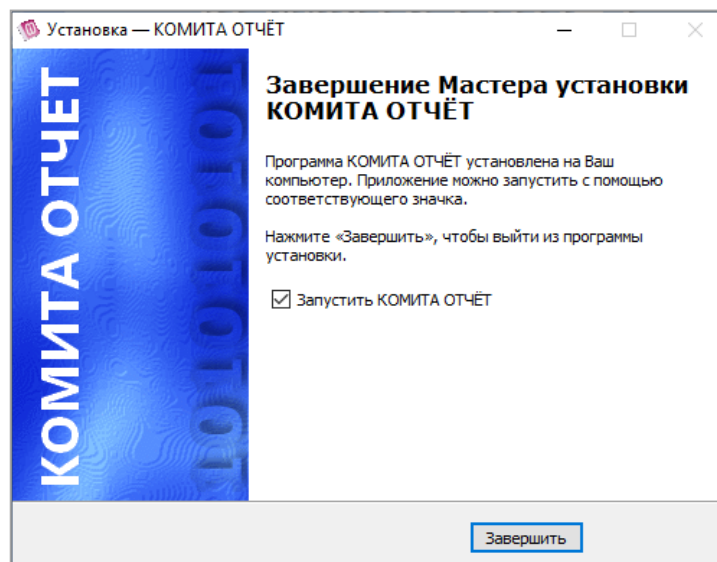 Установка — КОМИТА ОТЧЁТ
КОМИТА ОТЧЕТ
Завершение Мастера установки
КОМИТА ОТЧЁТ
Программа КОМИТА ОТЧЁТ установлена на Ваш
компьютер. Приложение можно запустить с помощью
соответствующего значка.
Нажмите «Завершить», чтобы выйти из программы
установки.
Запустить КОМИТА ОТЧЁТ
Завершить